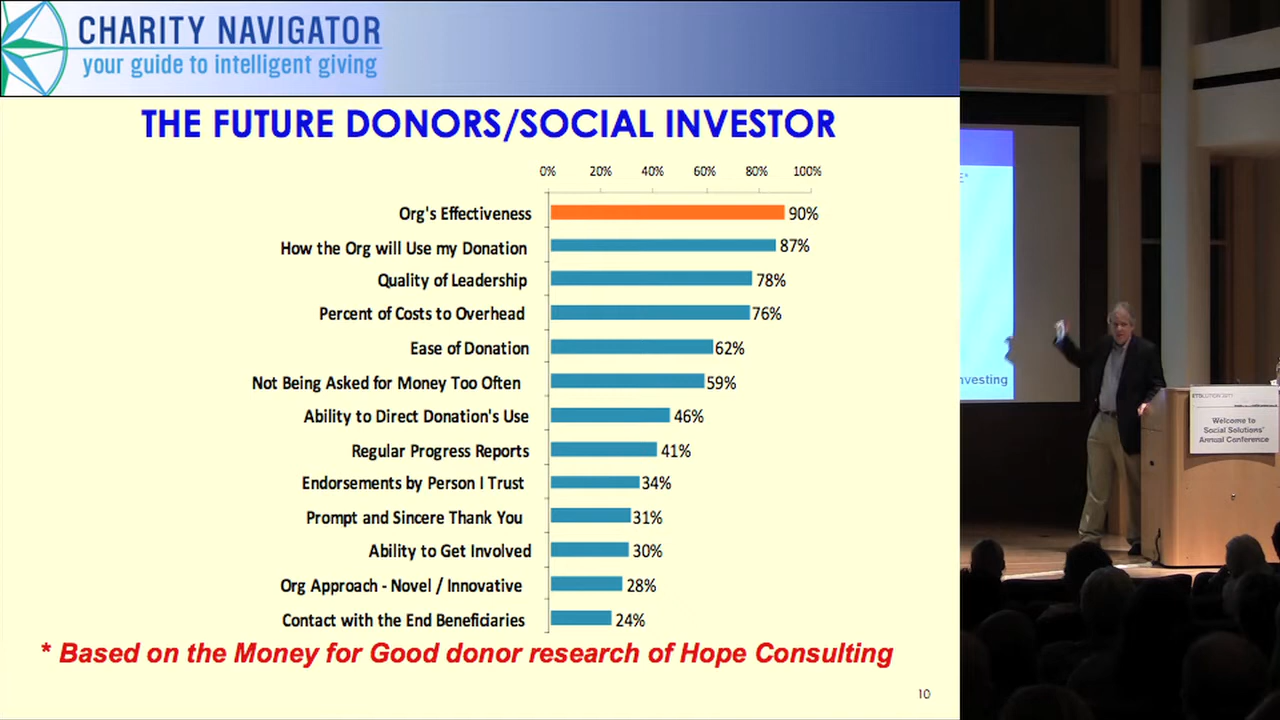 CHARITY NAVIGATOR
your guide to intelligent giving
THE FUTURE DONORS/SOCIAL INVESTOR
0% 20% 40% 60% 80% 100%
Org's Effectiveness 90%
How the Org will Use my Donation 87%
Quality of Leadership 78%
Percent of Costs to Overhead 76%
Ease of Donation 62%
Not Being Asked for Money Too Often 59%
Ability to Direct Donation's Use 46%
Regular Progress Reports 41%
Endorsements by Person I Trust 34%
Prompt and Sincere Thank You 31%
Ability to Get Involved 30%
Org Approach - Novel / Innovative 28%
Contact with the End Beneficiaries 24%
* Based on the Money for Good donor research of Hope Consulting
10
E*
nvesting
Welcome to
Social Solutions'
Annual Conference